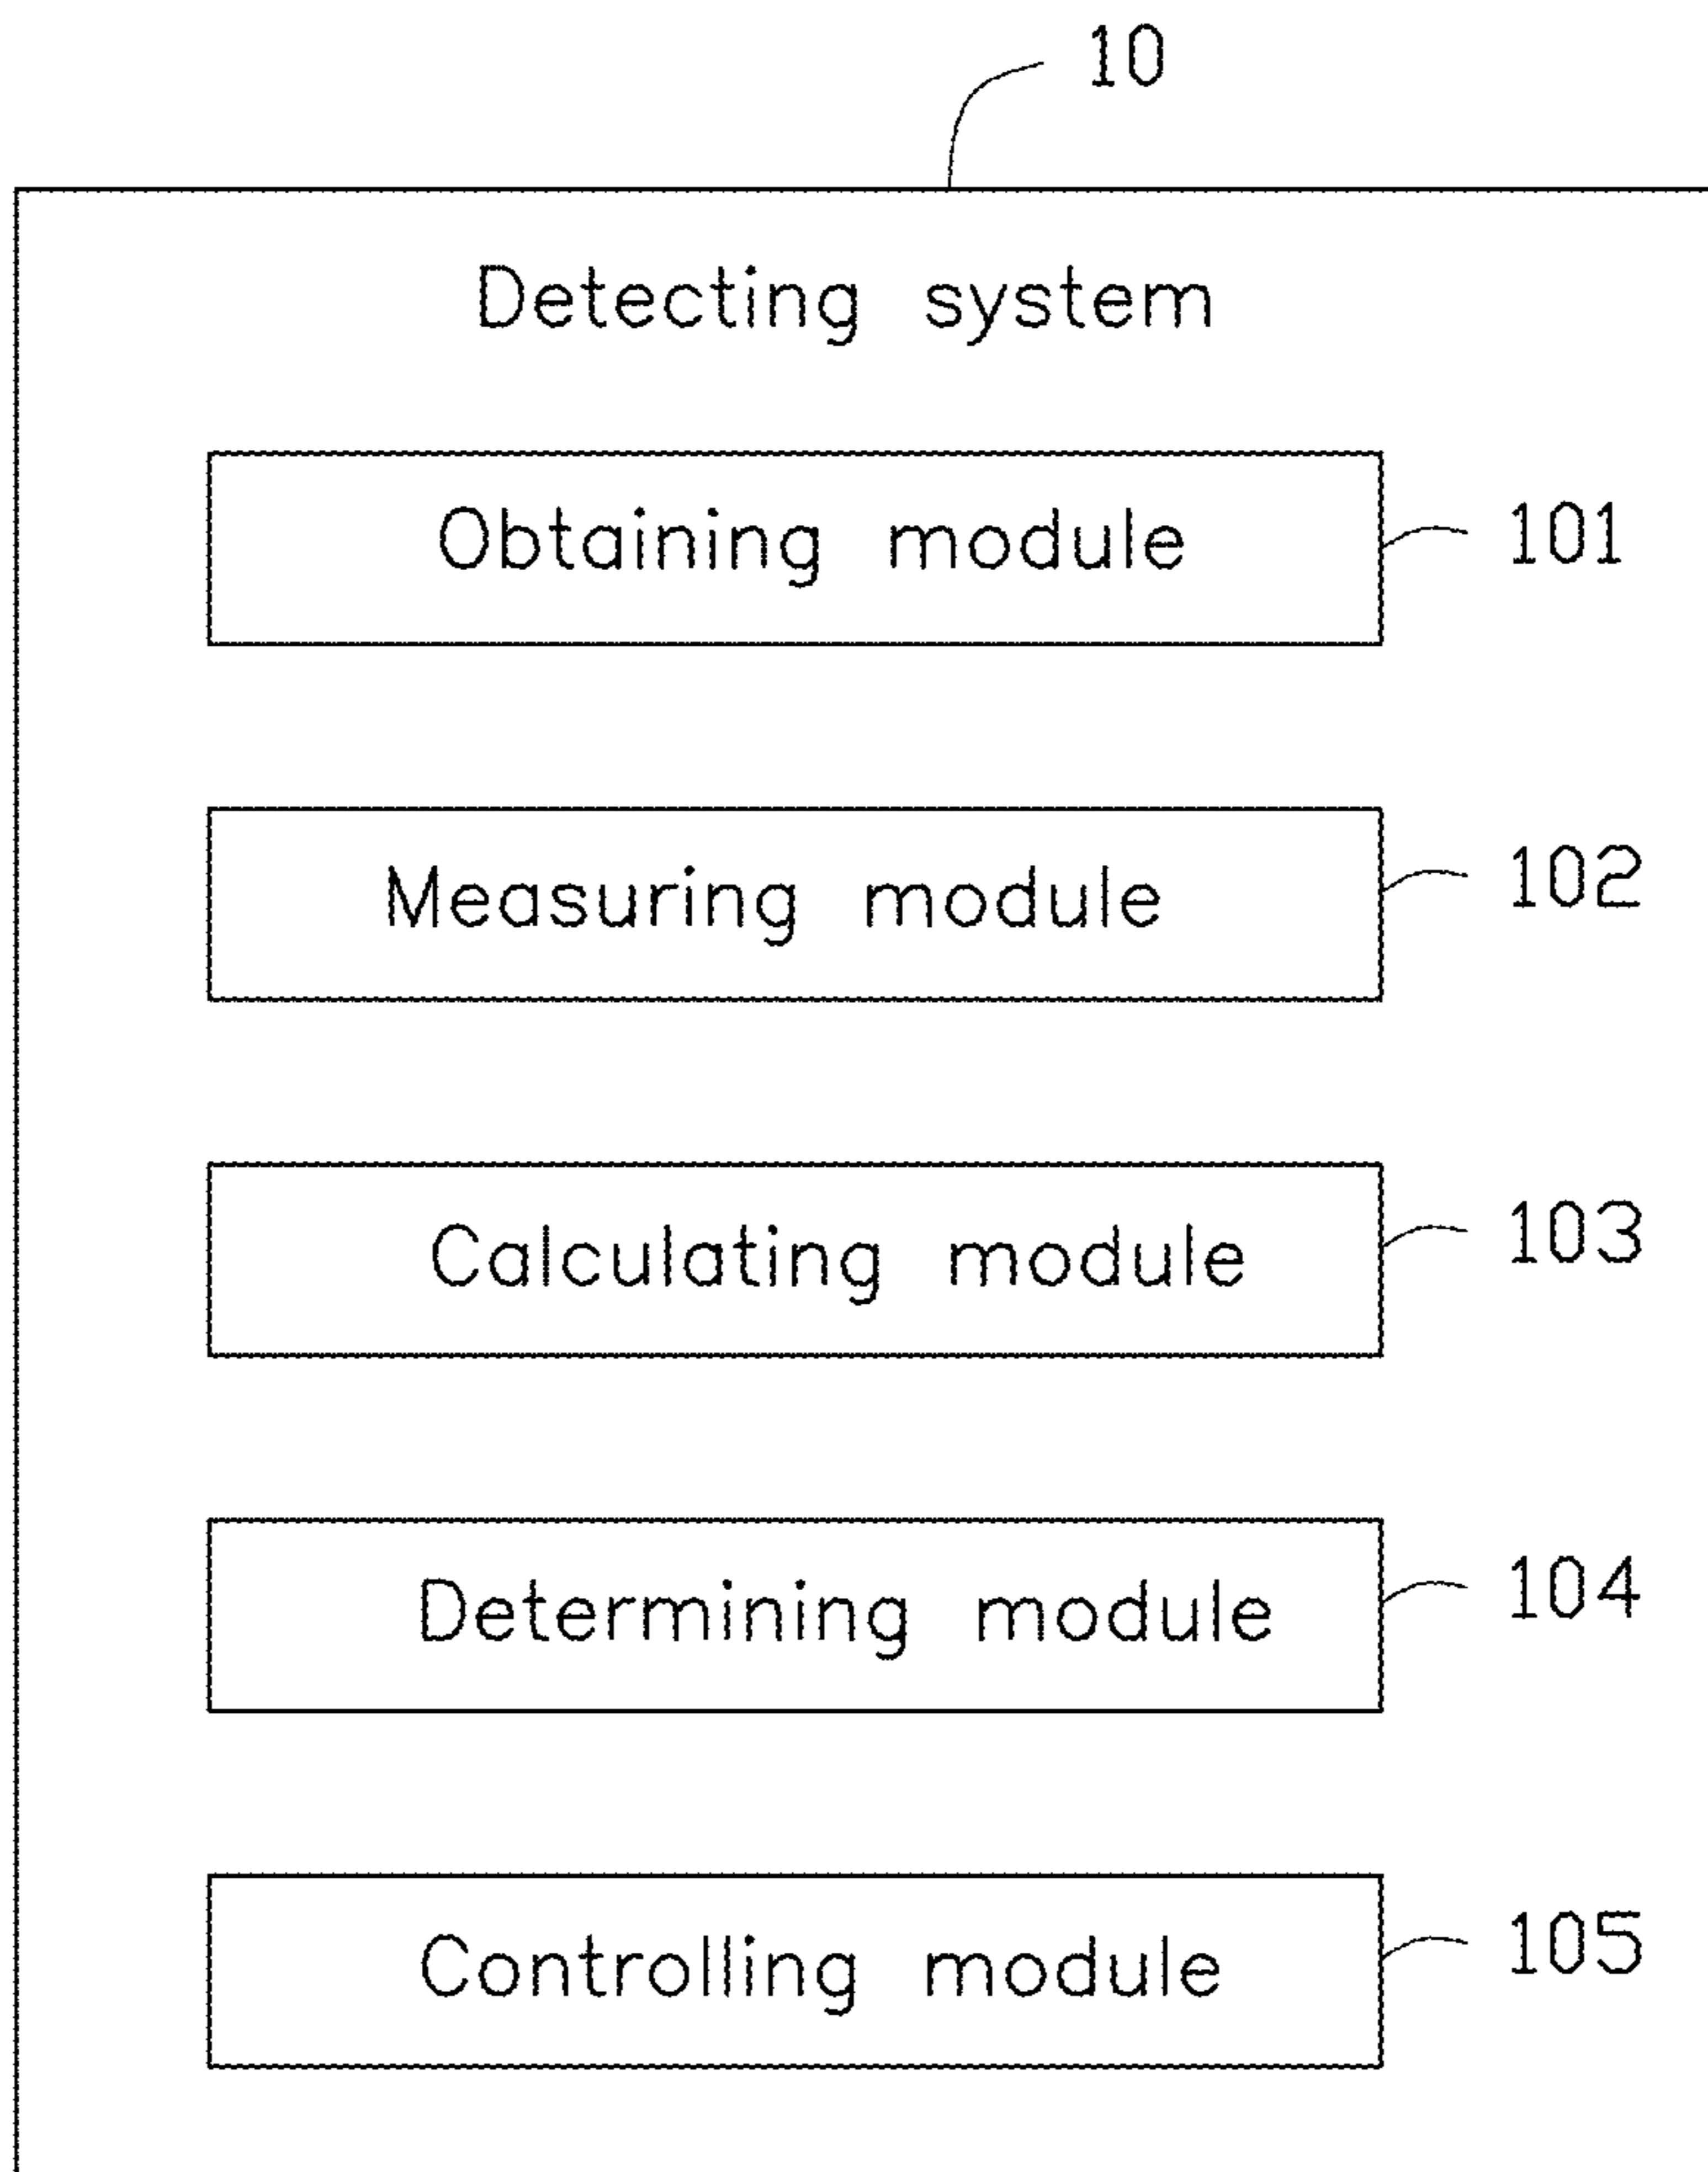 10
Detecting system
Obtaining module 101
Measuring module 102
Calculating module 103
Determining module 104
Controlling module 105